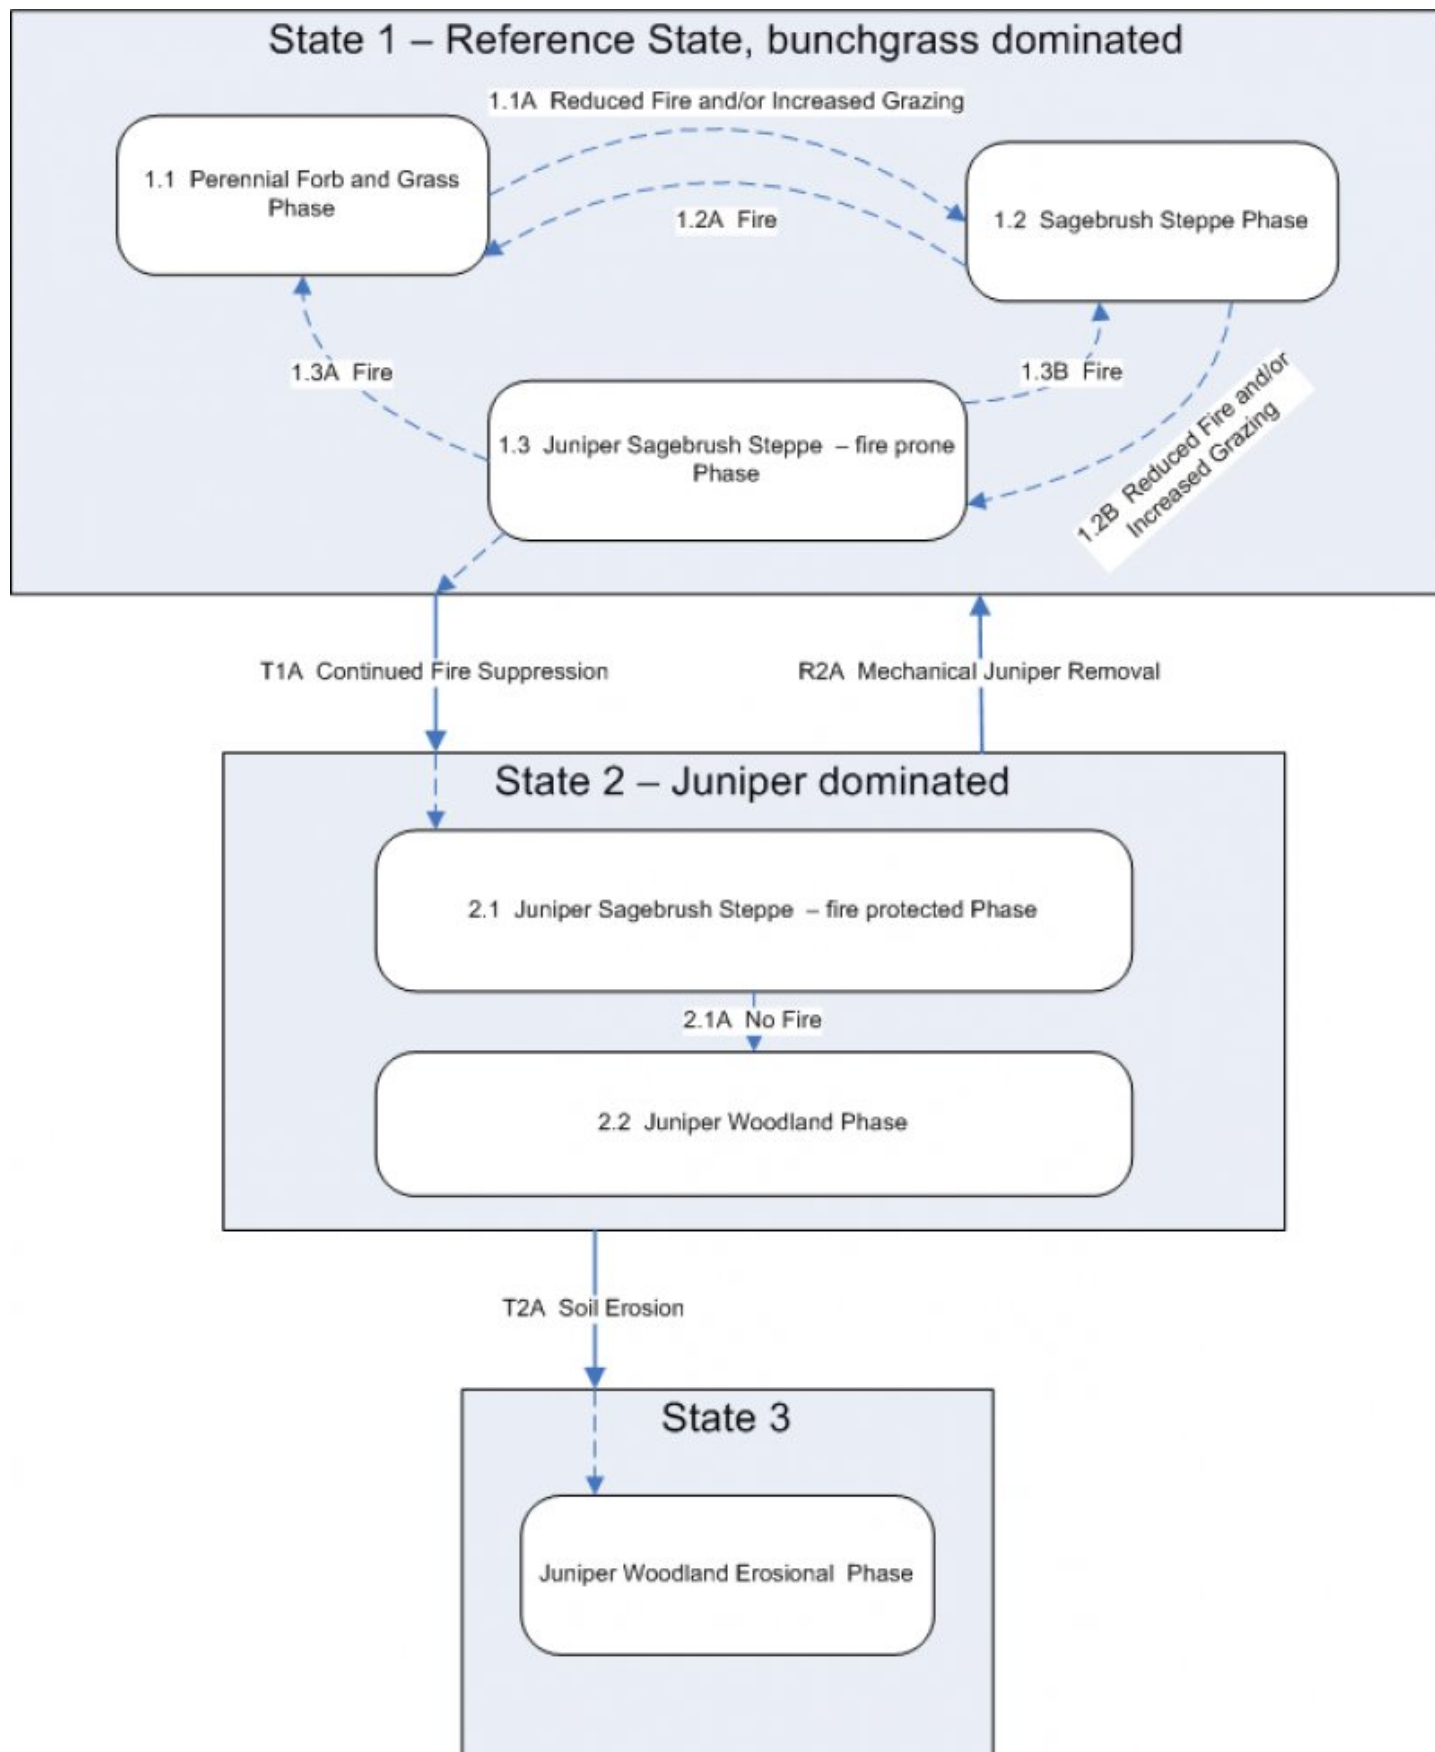 State 1 – Reference State, bunchgrass dominated
1.1A Reduced Fire and/or Increased Grazing
1.1 Perennial Forb and Grass
Phase
1.2A Fire
1.2 Sagebrush Steppe Phase
1.3A Fire
1.3B Fire
1.2B Reduced Fire and/or
Increased Grazing
1.3 Juniper Sagebrush Steppe – fire prone
Phase
T1A Continued Fire Suppression
R2A Mechanical Juniper Removal
State 2 – Juniper dominated
2.1 Juniper Sagebrush Steppe – fire protected Phase
2.1A No Fire
2.2 Juniper Woodland Phase
T2A Soil Erosion
State 3
Juniper Woodland Erosional Phase